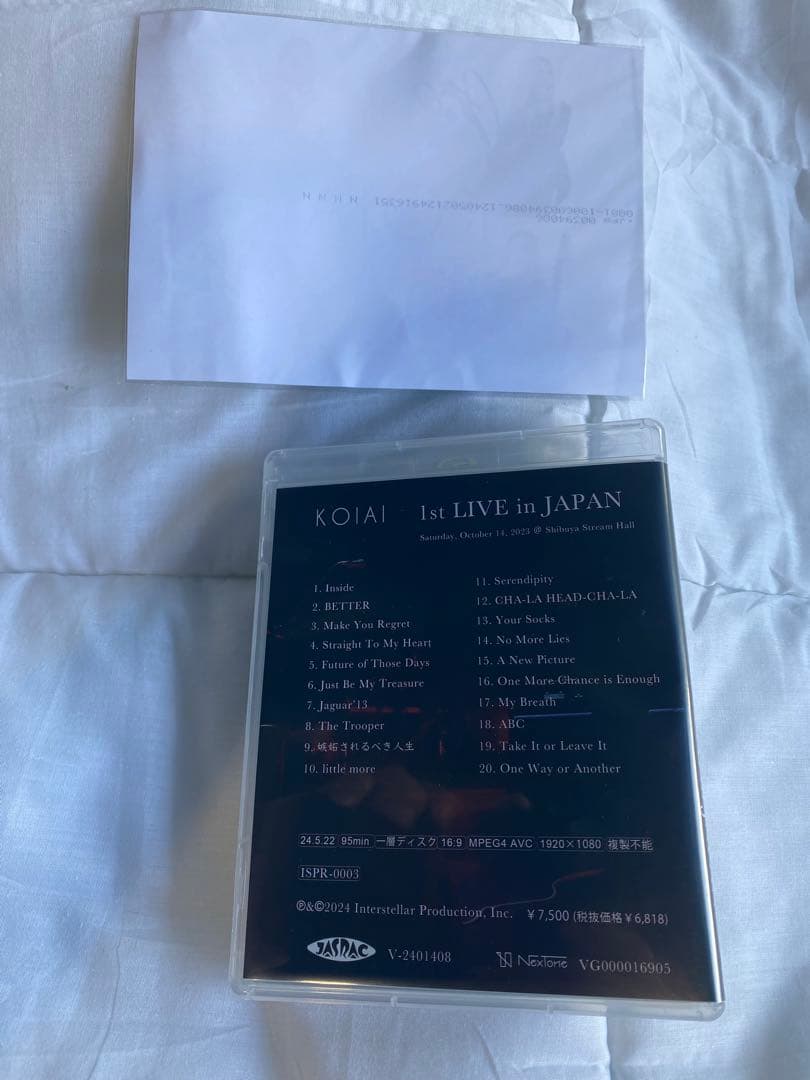 KOIAI
1st LIVE in JAPAN
Saturday, October 14, 2023 @ Shibuya Stream Hall
1. Inside
2. BETTER
3. Make You Regret
4. Straight To My Heart
5. Future of Those Days
6. Just Be My Treasure
7. Jaguar'13
8. The Trooper
9. 嫉妬されるべき人生
10. little more
11. Serendipity
12. CHA-LA HEAD-CHA-LA
13. Your Socks
14. No More Lies
15. A New Picture
16. One More Chance is Enough
17. My Breath
18. ABC
19. Take It or Leave It
20. One Way or Another
24.5.22 95min 一層ディスク 16:9 MPEG4 AVC 1920×1080 複製不能
ISPR-0003
℗&©2024 Interstellar Production, Inc. ¥7,500 (税抜価格¥6,818)
JASRAC V-2401408 NexTone VG000016905